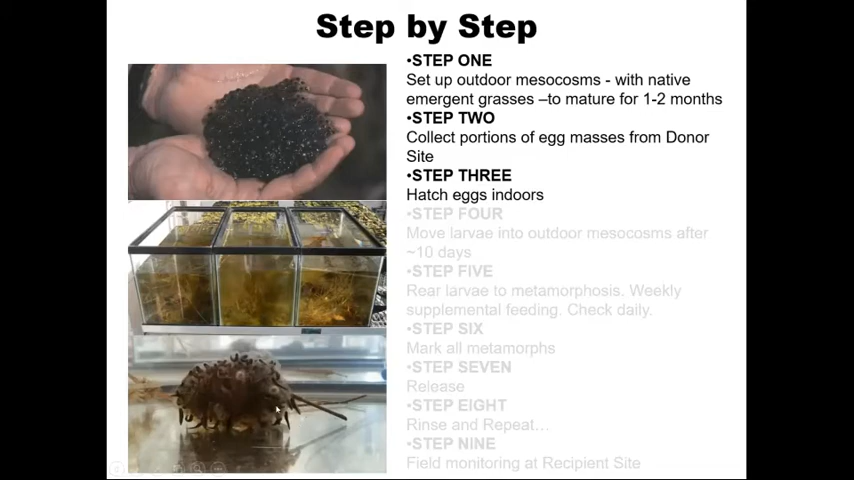 Step by Step
•STEP ONE
Set up outdoor mesocosms - with native
emergent grasses –to mature for 1-2 months
•STEP TWO
Collect portions of egg masses from Donor
Site
•STEP THREE
Hatch eggs indoors
•STEP FOUR
Move larvae into outdoor mesocosms after
~10 days
•STEP FIVE
Rear larvae to metamorphosis. Weekly
supplemental feeding. Check daily.
•STEP SIX
Mark all metamorphs
•STEP SEVEN
Release
•STEP EIGHT
Rinse and Repeat…
•STEP NINE
Field monitoring at Recipient Site